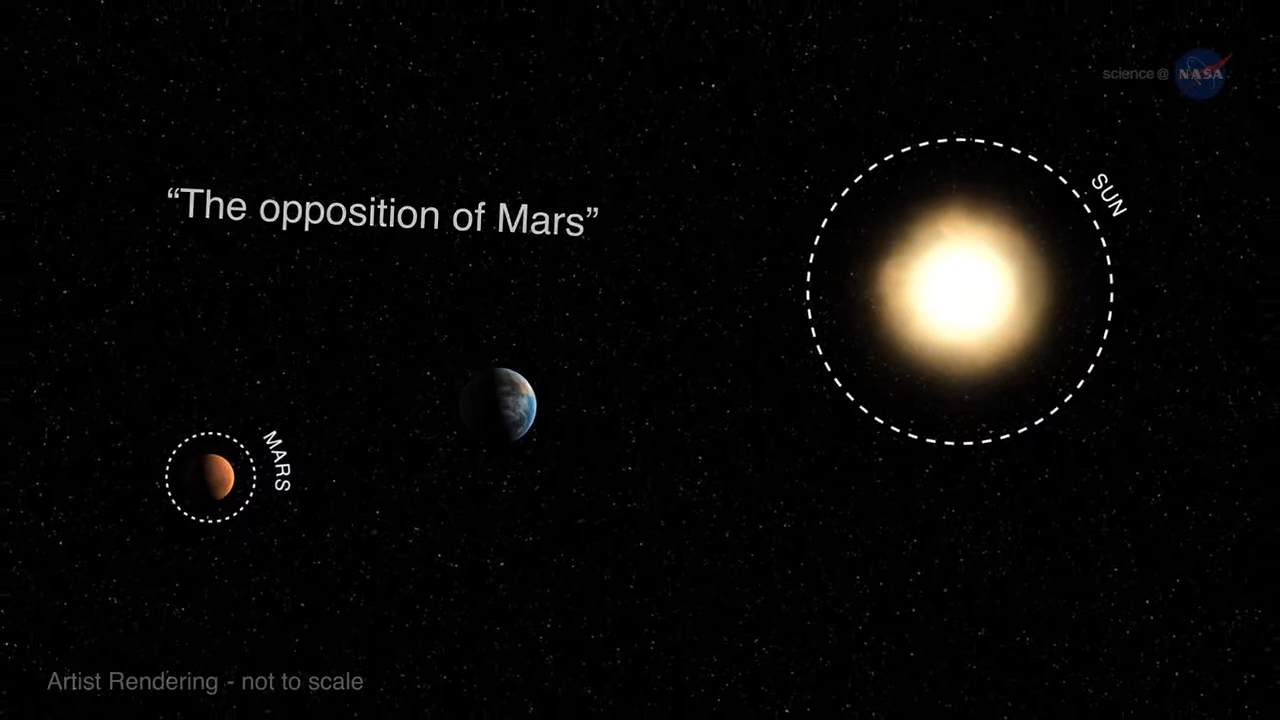 science@ NASA
“The opposition of Mars”
SUN
MARS
Artist Rendering - not to scale